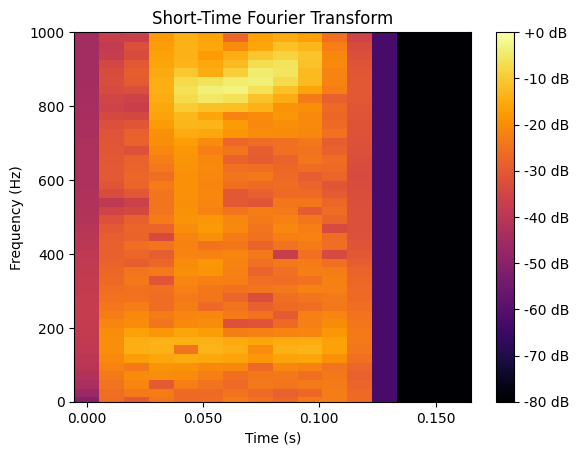 Short-Time Fourier Transform
1000
800
600
400
200
0
Frequency (Hz)
0.000
0.050
0.100
0.150
Time (s)
+0 dB
-10 dB
-20 dB
-30 dB
-40 dB
-50 dB
-60 dB
-70 dB
-80 dB